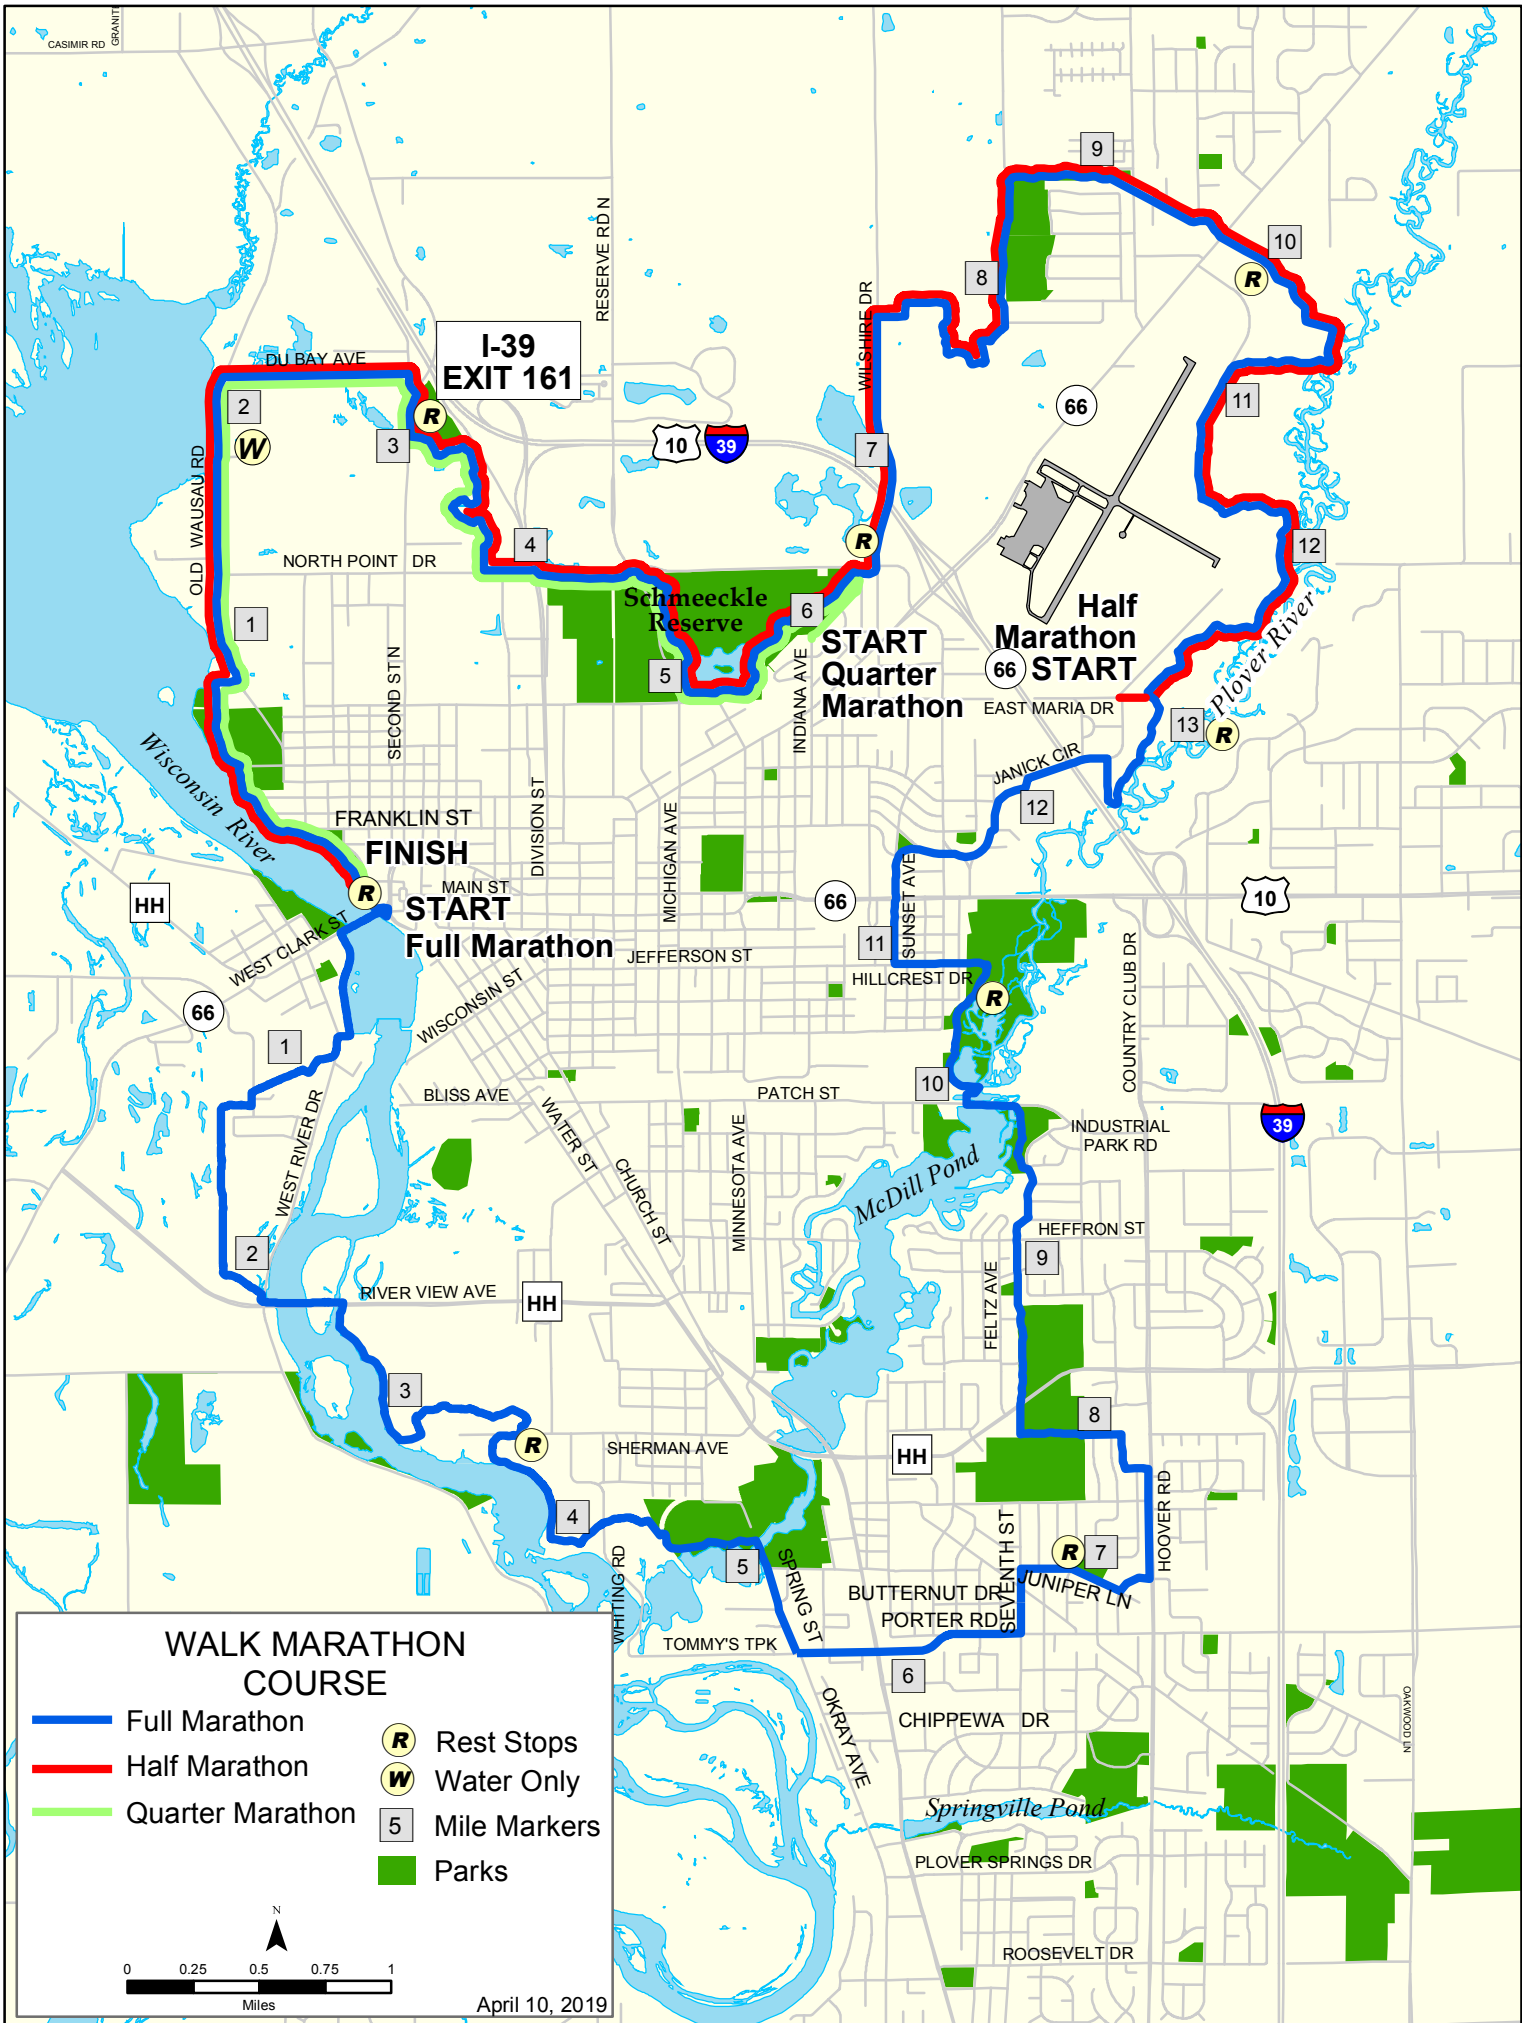 CASIMIR RD
GRANIT
RESERVE RD N
9
10
R
8
WILSHIRE DR
I-39
EXIT 161
DU BAY AVE
2
W
R
3
10
39
7
66
11
OLD WAUSAU RD
NORTH POINT DR
4
R
12
Schmeeckle
Reserve
6
1
5
START
Quarter
Marathon
Half
Marathon
START
66
Plover River
EAST MARIA DR
13
R
SECOND ST N
INDIANA AVE
Wisconsin River
JANICK CIR
12
DIVISION ST
MICHIGAN AVE
FRANKLIN ST
FINISH
R
MAIN ST
START
Full Marathon
HH
66
10
SUNSET AVE
11
WEST CLARK ST
JEFFERSON ST
HILLCREST DR
R
COUNTRY CLUB DR
66
WISCONSIN ST
1
10
BLISS AVE
PATCH ST
WATER ST
39
INDUSTRIAL
PARK RD
WEST RIVER DR
CHURCH ST
MINNESOTA AVE
McDill Pond
HEFFRON ST
9
2
FELTZ AVE
RIVER VIEW AVE
HH
3
8
R
SHERMAN AVE
HH
HOOVER RD
4
SEVENTH ST
R
7
5
SPRING ST
WHITING RD
BUTTERNUT DR
JUNIPER LN
PORTER RD
TOMMY'S TPK
6
OKRAY AVE
CHIPPEWA DR
OAKWOOD LN
Springville Pond
PLOVER SPRINGS DR
ROOSEVELT DR
WALK MARATHON
COURSE
Full Marathon
Half Marathon
Quarter Marathon
R Rest Stops
W Water Only
5 Mile Markers
Parks
N
0 0.25 0.5 0.75 1
Miles
April 10, 2019